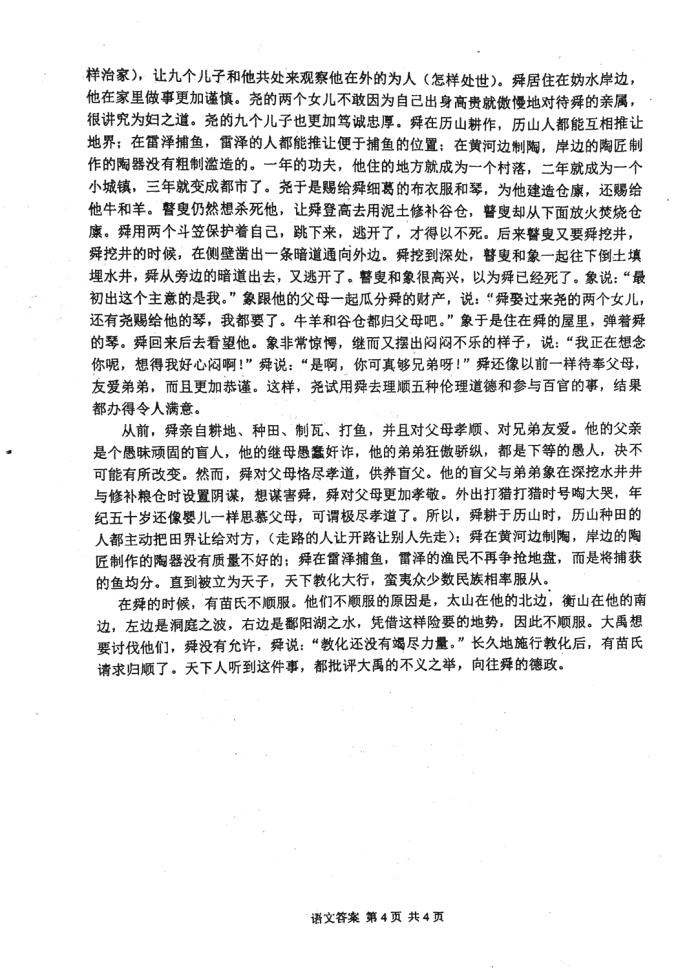 样治家），让九个儿子和他共处来观察他在外的为人（怎样处世）。舜居住在妫水岸边，
他在家里做事更加谨慎。尧的两个女儿不敢因为自己出身高贵就傲慢地对待舜的亲属，
很讲究为妇之道。尧的九个儿子也更加笃诚忠厚。舜在历山耕作，历山人都能互相推让
地界；在雷泽捕鱼，雷泽的人都能推让便于捕鱼的位置；在黄河边制陶，岸边的陶匠制
作的陶器没有粗制滥造的。一年的功夫，他住的地方就成为一个村落，二年就成为一个
小城镇，三年就变成都市了。尧于是赐给舜细葛的布衣服和琴，为他建造仓廪，还赐给
他牛和羊。瞽叟仍然想杀死他，让舜登高去用泥土修补谷仓，瞽叟却从下面放火焚烧仓
廪。舜用两个斗笠保护着自己，跳下来，逃开了，才得以不死。后来瞽叟又要舜挖井，
舜挖井的时候，在侧壁凿出一条暗道通向外边。舜挖到深处，瞽叟和象一起往下倒土填
埋水井，舜从旁边的暗道出去，又逃开了。瞽叟和象很高兴，以为舜已经死了。象说：“最
初出这个主意的是我。”象跟他的父母一起瓜分舜的财产，说：“舜娶过来尧的两个女儿，
还有尧赐给他的琴，我都要了。牛羊和谷仓都归父母吧。”象于是住在舜的屋里，弹着舜
的琴。舜回来后去看望他。象非常惊愕，继而又摆出闷闷不乐的样子，说：“我正在想念
你呢，想得我好心闷啊！”舜说：“是啊，你可真够兄弟呀！”舜还像以前一样待奉父母，
友爱弟弟，而且更加恭谨。这样，尧试用舜去理顺五种伦理道德和参与百官的事，结果
都办得令人满意。
从前，舜亲自耕地、种田、制瓦、打鱼，并且对父母孝顺、对兄弟友爱。他的父亲
是个愚昧顽固的盲人，他的继母愚蠢奸诈，他的弟弟狂傲骄纵，都是下等的愚人，决不
可能有所改变。然而，舜对父母恪尽孝道，供养盲父。他的盲父与弟弟象在深挖水井井
与修补粮仓时设置阴谋，想谋害舜，舜对父母更加孝敬。外出打猎打猎时号啕大哭，年
纪五十岁还像婴儿一样思慕父母，可谓极尽孝道了。所以，舜耕于历山时，历山种田的
人都主动把田界让给对方，（走路的人让开路让别人先走）；舜在黄河边制陶，岸边的陶
匠制作的陶器没有质量不好的；舜在雷泽捕鱼，雷泽的渔民不再争抢地盘，而是将捕获
的鱼均分。直到被立为天子，天下教化大行，蛮夷众少数民族相率服从。
在舜的时候，有苗氏不顺服。他们不顺服的原因是，太山在他的北边，衡山在他的南
边，左边是洞庭之波，右边是鄱阳湖之水，凭借这样险要的地势，因此不顺服。大禹想
要讨伐他们，舜没有允许，舜说：“教化还没有竭尽力量。”长久地施行教化后，有苗氏
请求归顺了。天下人听到这件事，都批评大禹的不义之举，向往舜的德政。
语文答案 第4页 共4页